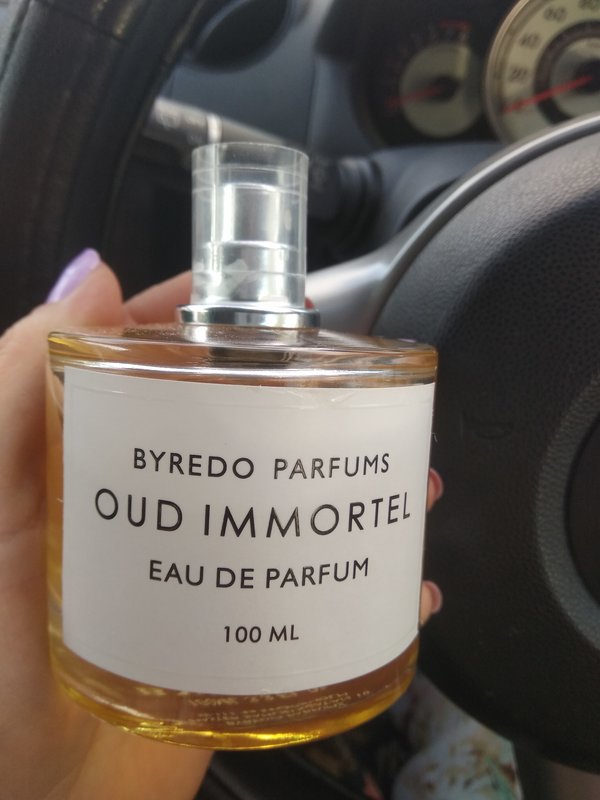 BYREDO PARFUMS
OUD IMMORTEL
EAU DE PARFUM
100 ML